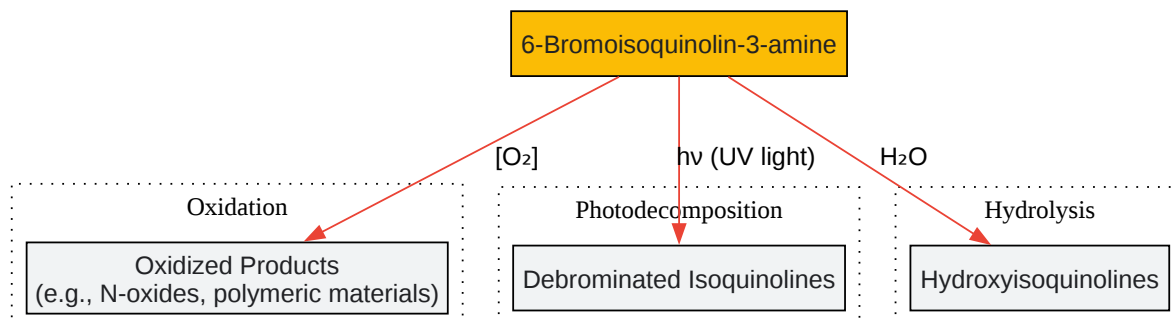 6-Bromoisoquinolin-3-amine
[O₂]
hν (UV light)
H₂O
Oxidation
Photodecomposition
Hydrolysis
Oxidized Products
(e.g., N-oxides, polymeric materials)
Debrominated Isoquinolines
Hydroxyisoquinolines